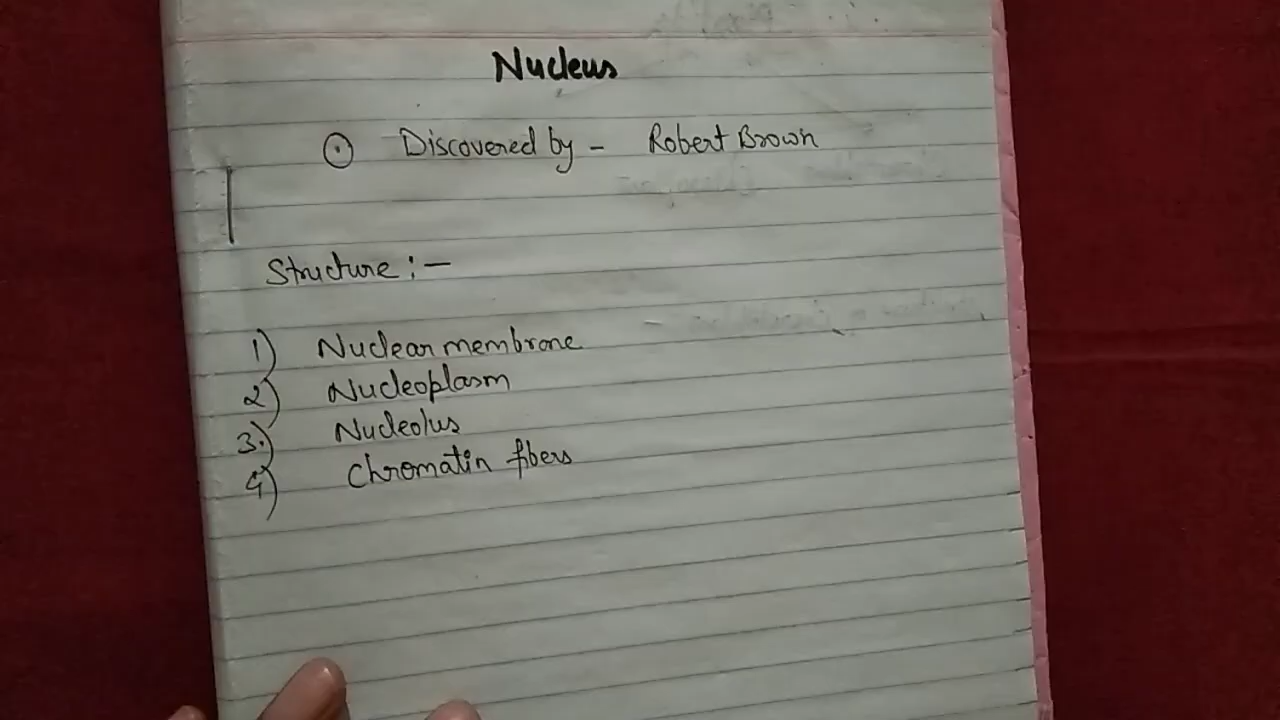 Nucleus
Discovered by - Robert Brown
Structure :-
1) Nuclear membrane
2) Nucleoplasm
3.) Nucleolus
4) Chromatin fibers